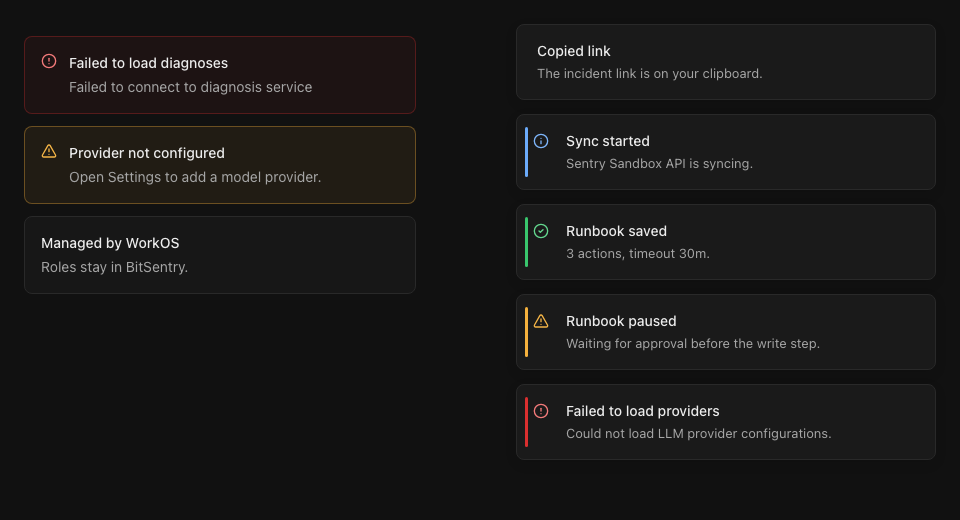 Failed to load diagnoses
Failed to connect to diagnosis service
Provider not configured
Open Settings to add a model provider.
Managed by WorkOS
Roles stay in BitSentry.
Copied link
The incident link is on your clipboard.
Sync started
Sentry Sandbox API is syncing.
Runbook saved
3 actions, timeout 30m.
Runbook paused
Waiting for approval before the write step.
Failed to load providers
Could not load LLM provider configurations.